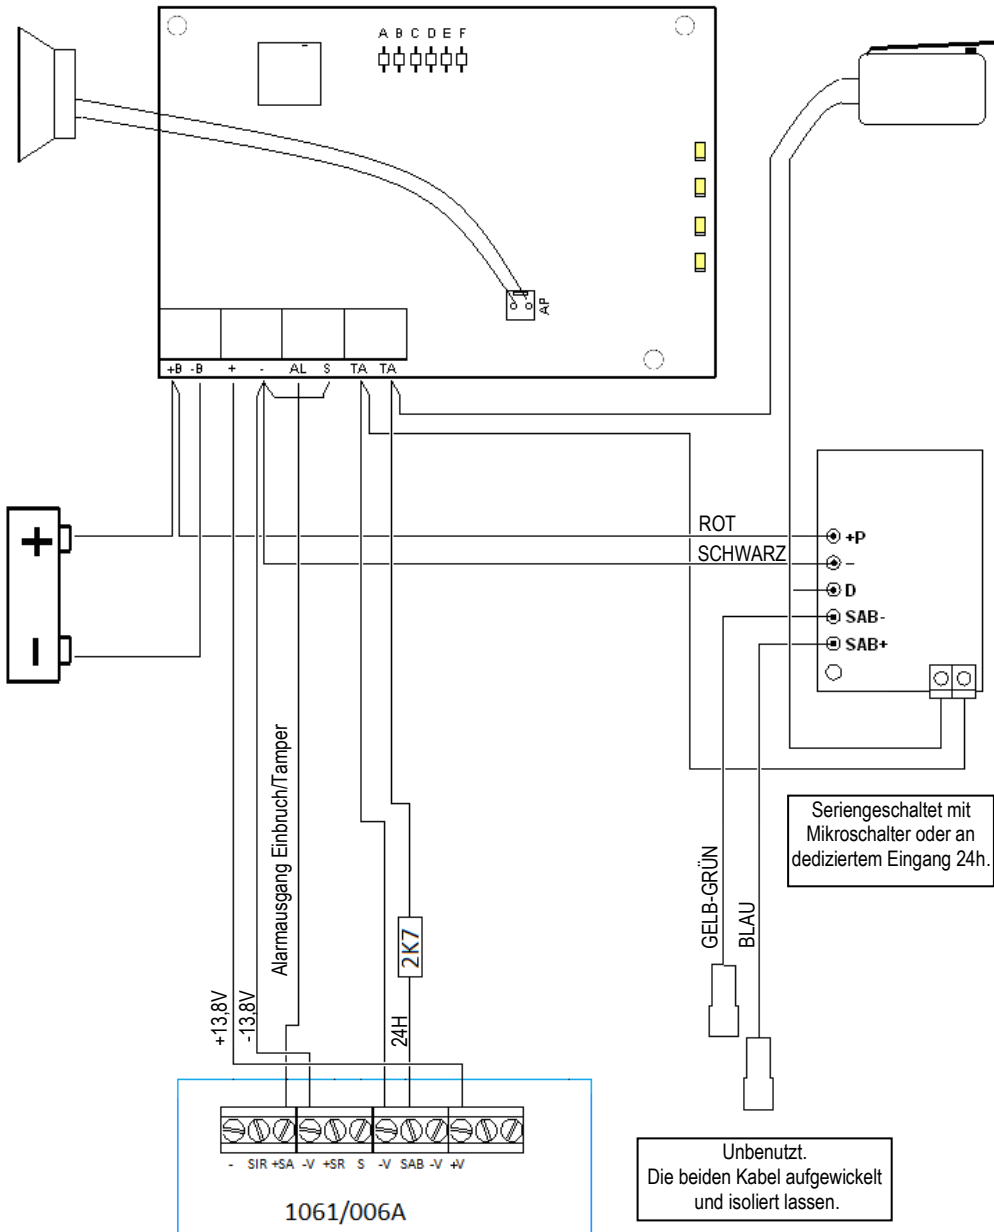 A B C D E F
AP
+B -B + - AL S TA TA
+
-
ROT
SCHWARZ
+P
-
D
SAB-
SAB+
Alarmausgang Einbruch/Tamper
Seriengeschaltet mit
Mikroschalter oder an
dediziertem Eingang 24h.
GELB-GRÜN
BLAU
2K7
+13,8V
-13,8V
24H
- SIR +SA -V +SR S -V SAB -V +V
1061/006A
Unbenutzt.
Die beiden Kabel aufgewickelt
und isoliert lassen.